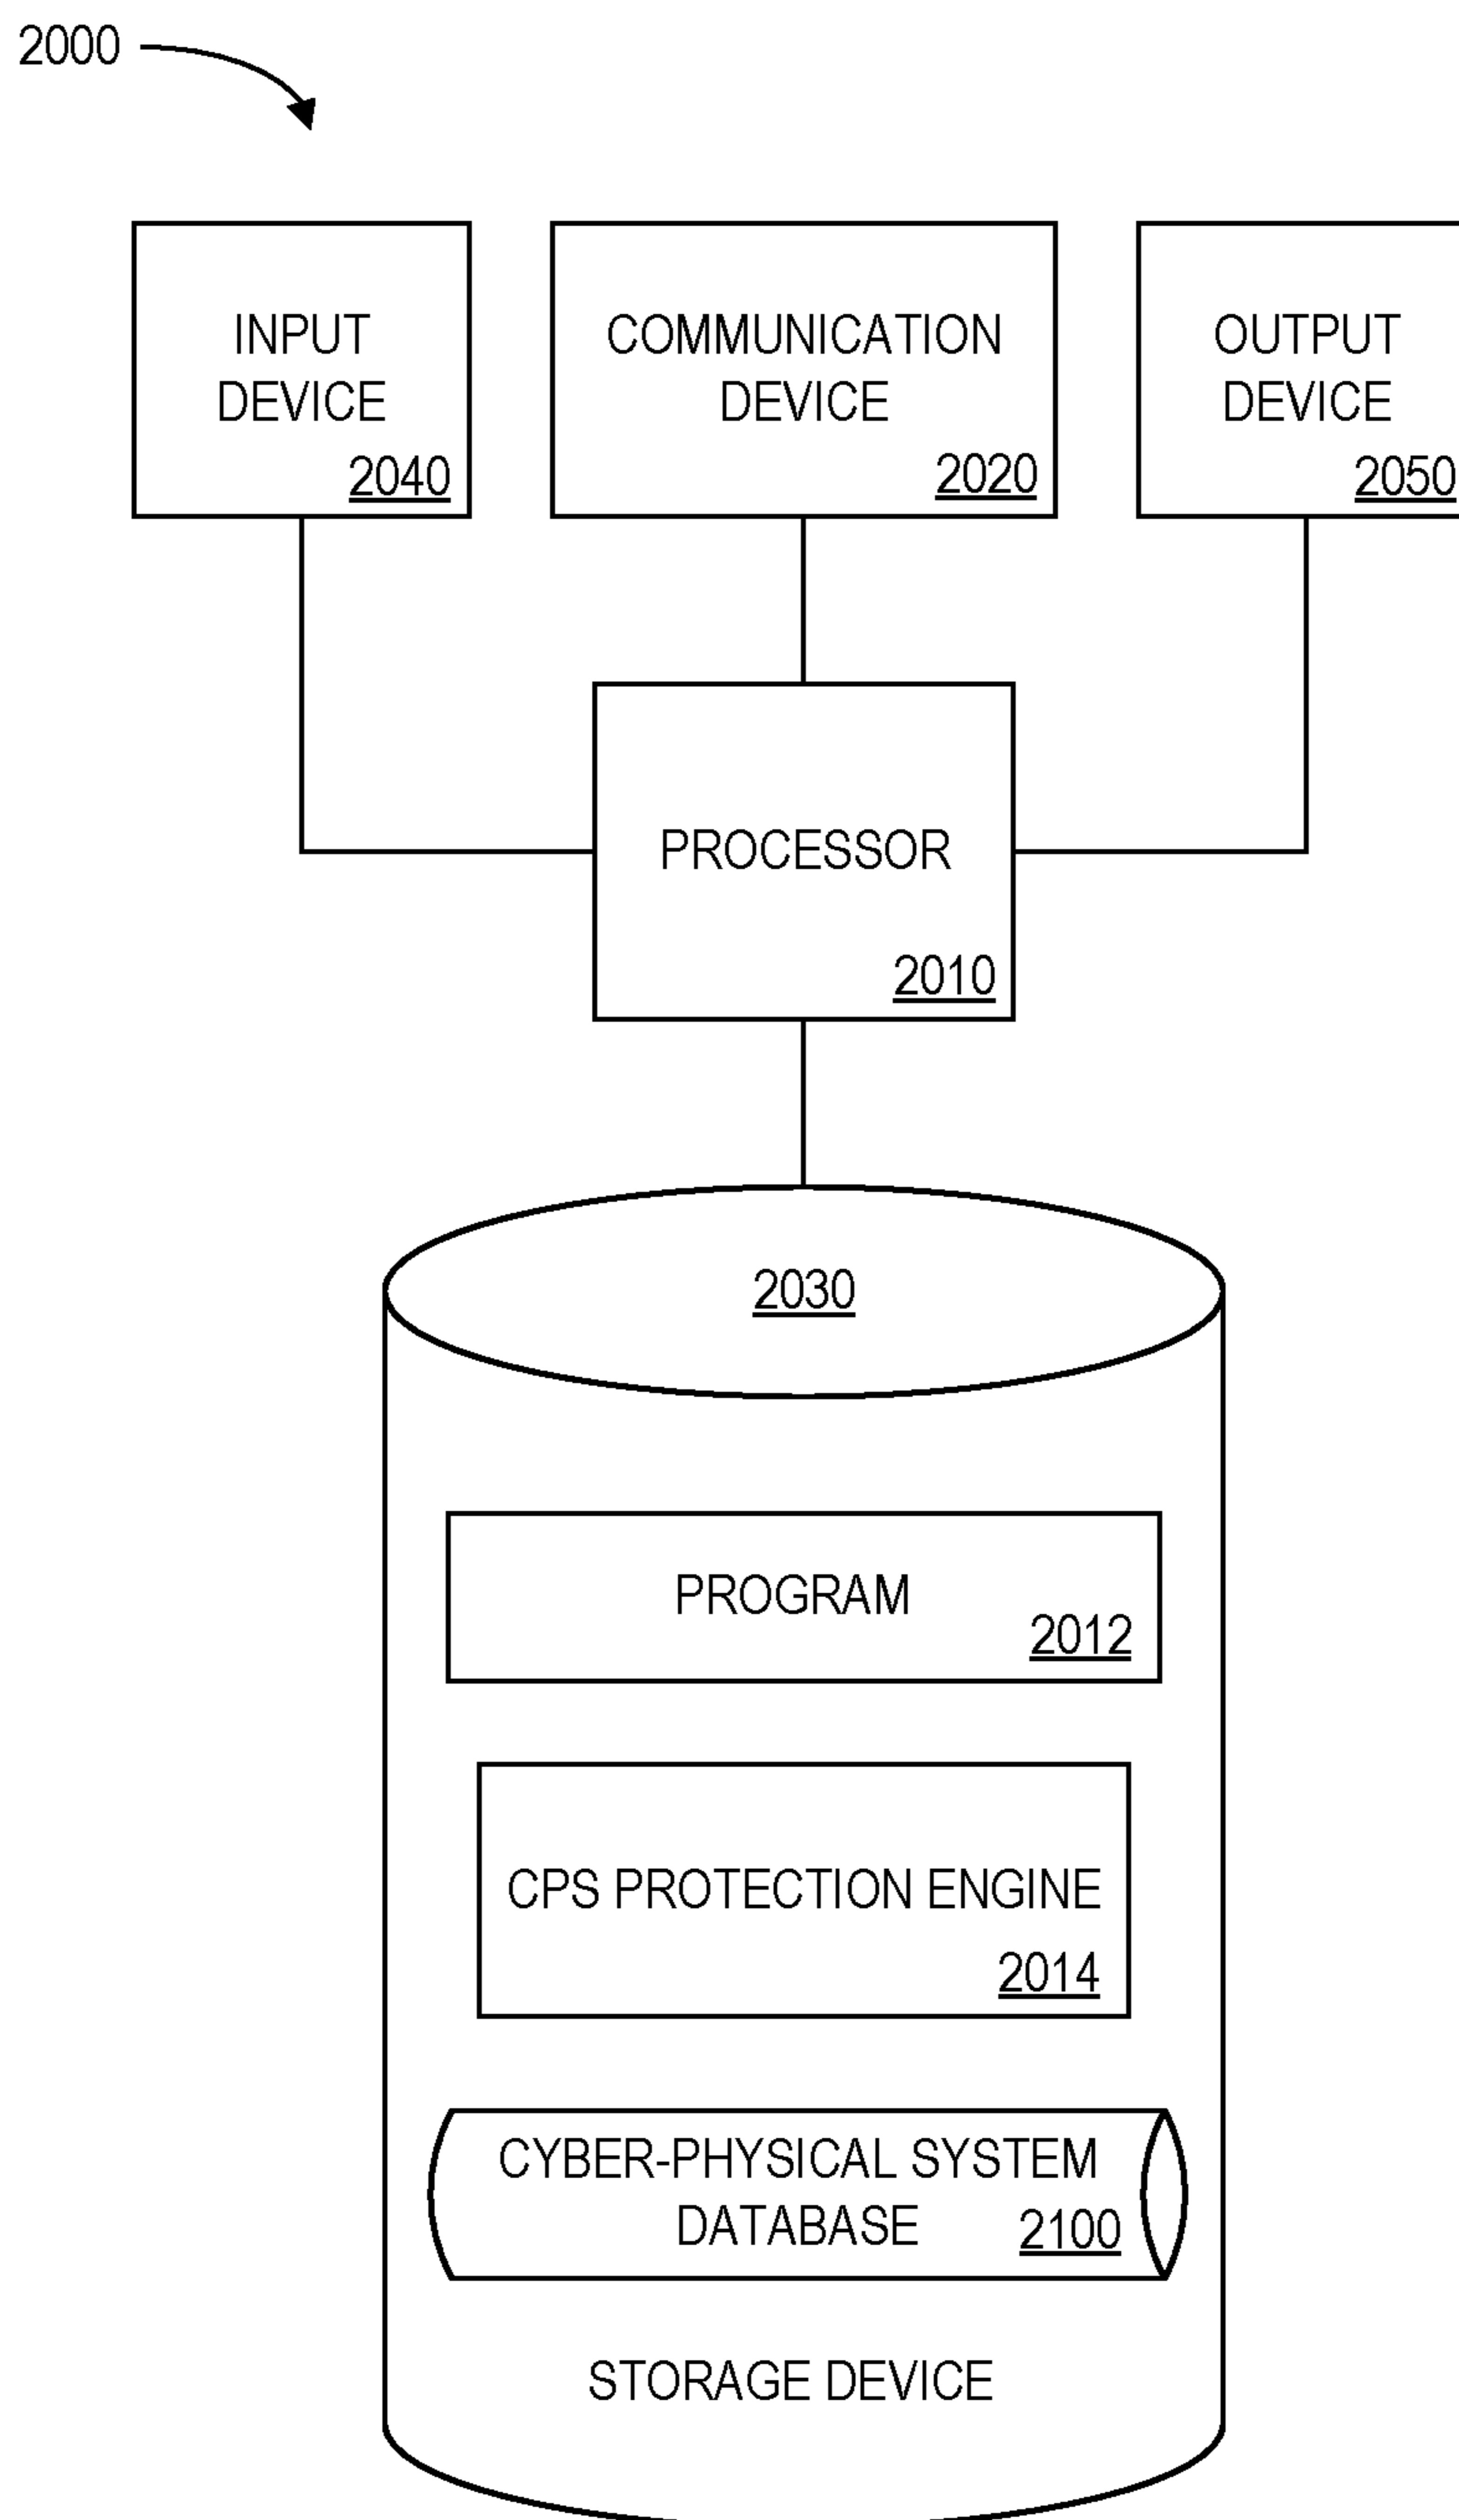 2000
INPUT
DEVICE
2040
COMMUNICATION
DEVICE
2020
OUTPUT
DEVICE
2050
PROCESSOR
2010
2030
PROGRAM
2012
CPS PROTECTION ENGINE
2014
CYBER-PHYSICAL SYSTEM
DATABASE 2100
STORAGE DEVICE